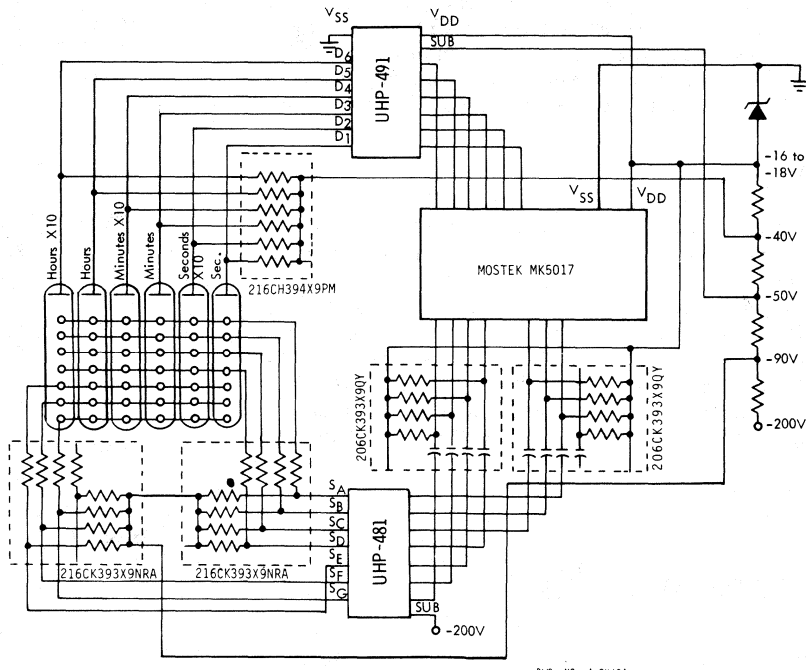 VSS
VDD
SUB
D6
D5
D4
D3
D2
D1
UHP-491
-16 to
-18V
VSS
VDD
-40V
MOSTEK MK5017
-50V
-90V
-200V
Hours X10
Hours
Minutes X10
Minutes
Seconds
X10
Sec.
216CH394X9PM
206CK393X9QY
206CK393X9QY
SA
SB
SC
SD
SE
SF
SG
UHP-481
SUB
-200V
216CK393X9NRA
216CK393X9NRA